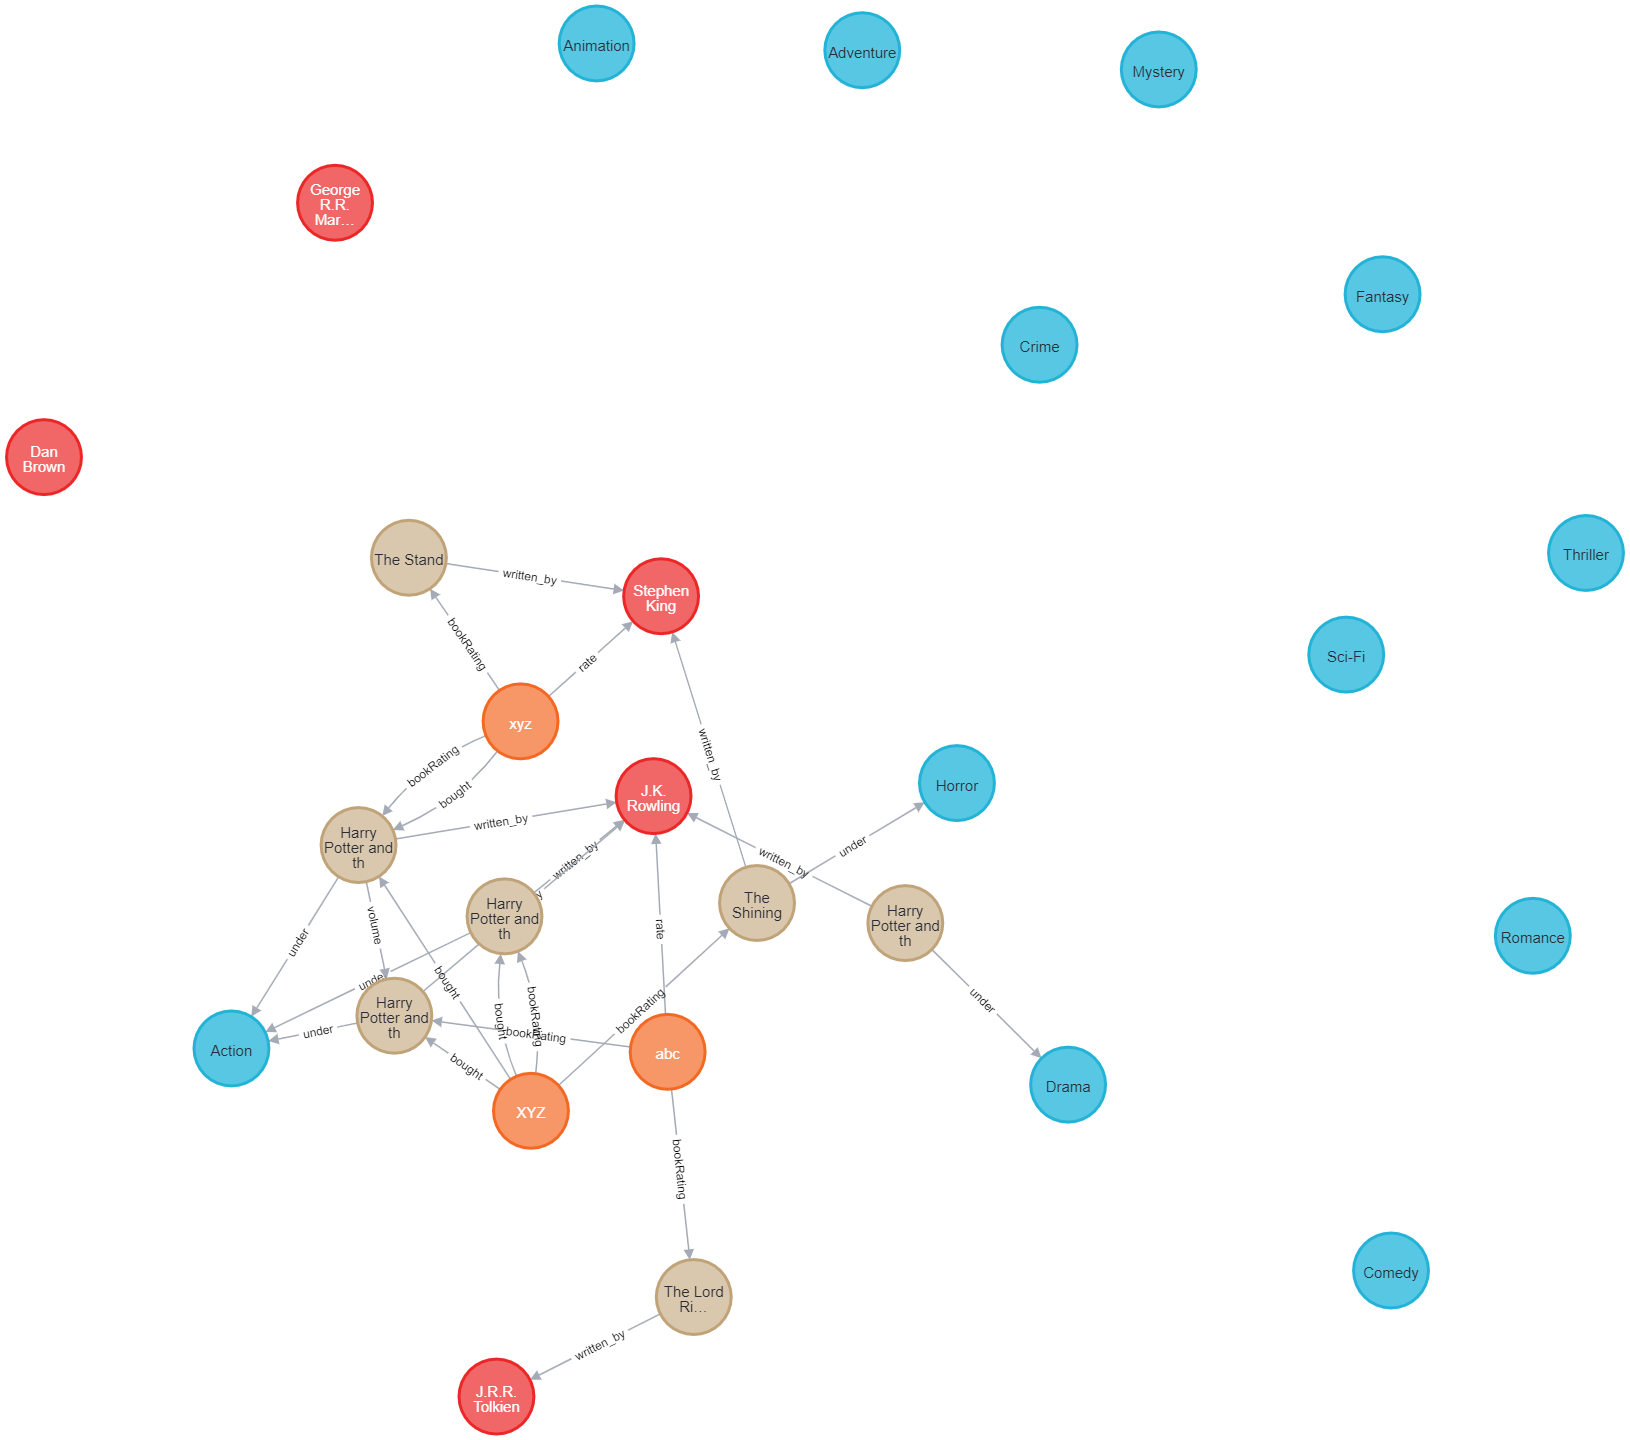 Animation
Adventure
Mystery
George
R.R.
Mar...
Fantasy
Crime
Dan
Brown
The Stand
written_by
Stephen
King
Thriller
bookRating
rate
Sci-Fi
xyz
written_by
bookRating
bought
J.K.
Rowling
Horror
written_by
Harry
Potter and
th
under
written_by
written_by
y
The
Shining
Harry
Potter and
th
Harry
Potter and
th
volume
rate
Romance
under
bought
unde
under
Harry
Potter and
th
bookRating
bought
bookRating
under
bookRating
Action
abc
bought
Drama
XYZ
bookRating
Comedy
The Lord
Ri...
written_by
J.R.R.
Tolkien